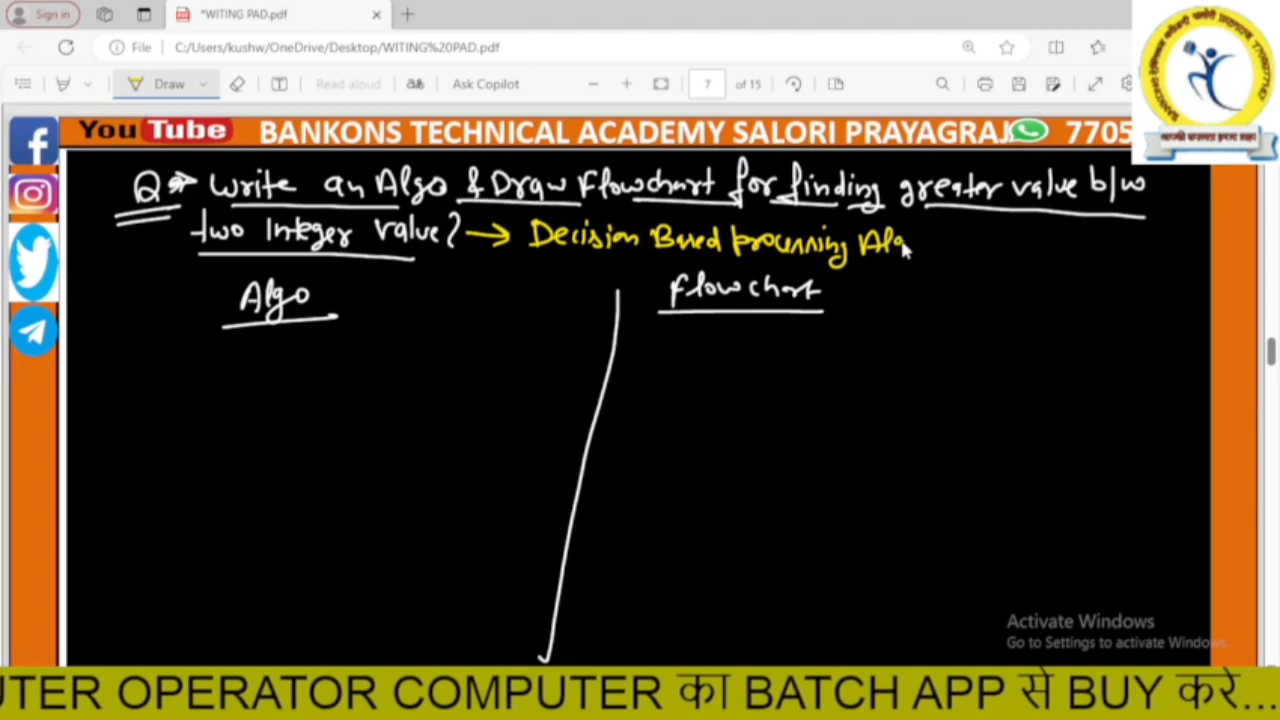 Sign in
*WITING PAD.pdf
File C:/Users/kushw/OneDrive/Desktop/WITING%20PAD.pdf
Draw Read aloud Ask Copilot 7 of 15
YouTube BANKONS TECHNICAL ACADEMY SALORI PRAYAGRAJ 7705
Q → Write an Algo & Draw Flowchart for finding greater value b/w
two Integer value? → Decision Based processing Alg
Algo Flowchart
Activate Windows
Go to Settings to activate Windows.
UTER OPERATOR COMPUTER का BATCH APP से BUY करे...